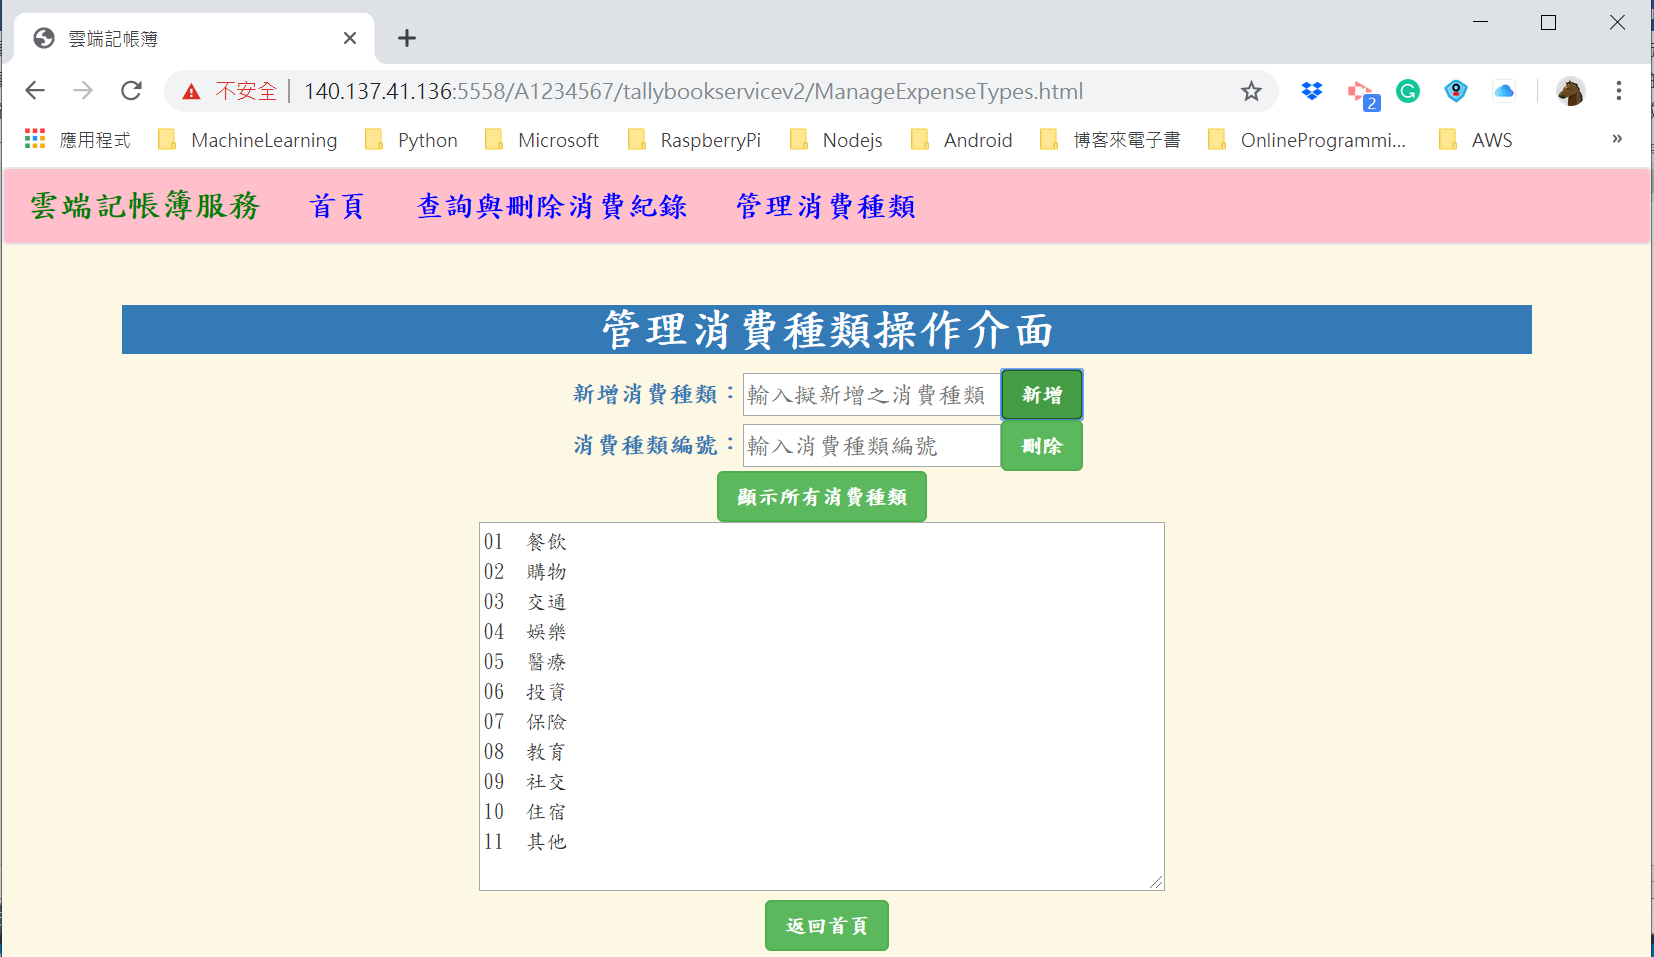 雲端記帳簿
不安全 140.137.41.136:5558/A1234567/tallybookservicev2/ManageExpenseTypes.html
2
應用程式 MachineLearning Python Microsoft RaspberryPi Nodejs Android 博客來電子書 OnlineProgrammi... AWS »
雲端記帳簿服務 首頁 查詢與刪除消費紀錄 管理消費種類
管理消費種類操作介面
新增消費種類：輸入擬新增之消費種類 新增
消費種類編號：輸入消費種類編號 刪除
顯示所有消費種類
01 餐飲
02 購物
03 交通
04 娛樂
05 醫療
06 投資
07 保險
08 教育
09 社交
10 住宿
11 其他
返回首頁